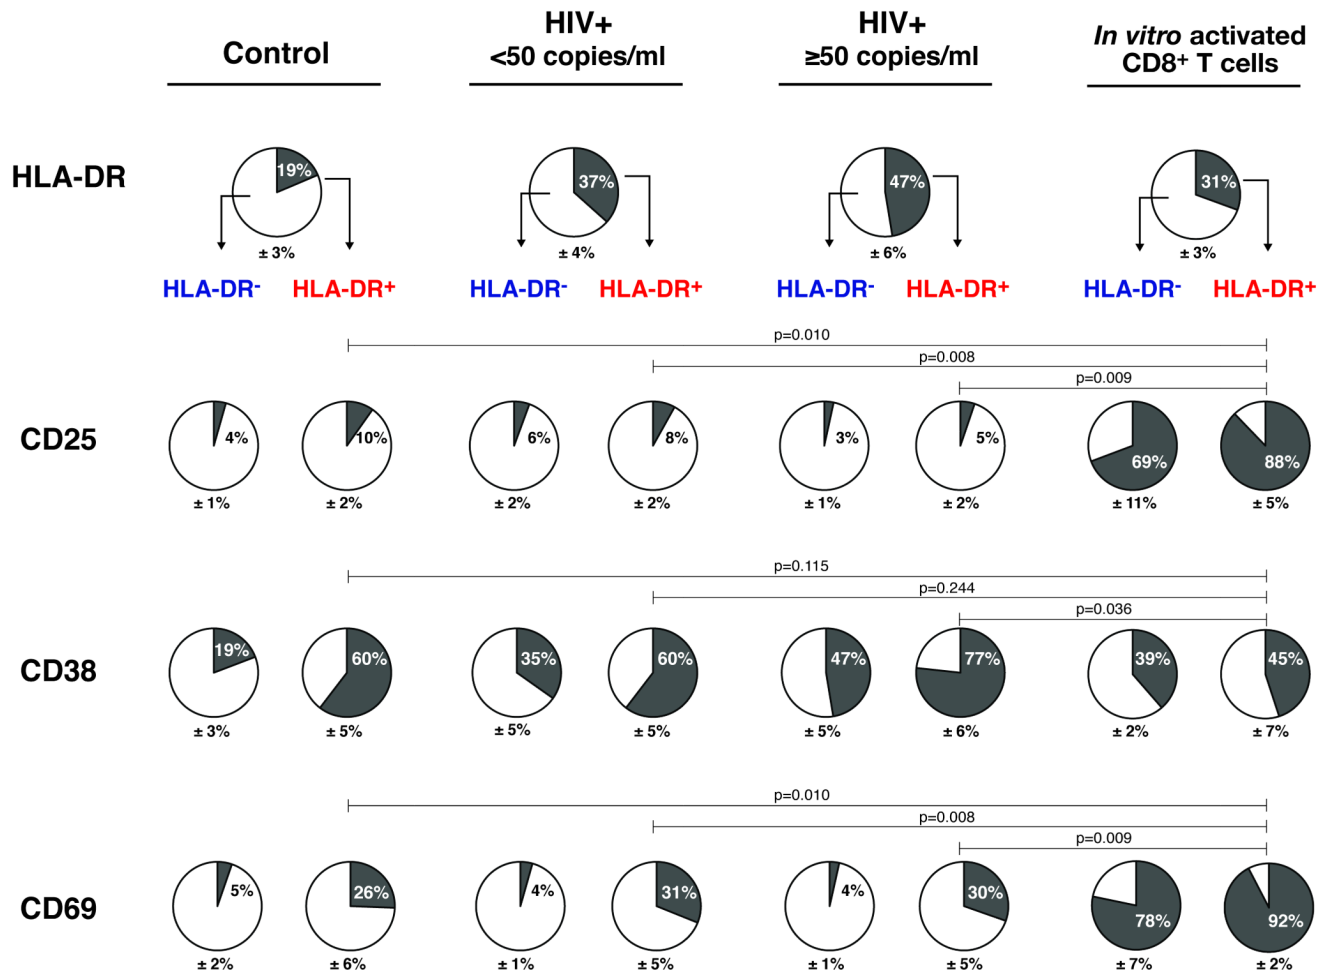 Control
HIV+
<50 copies/ml
HIV+
≥50 copies/ml
In vitro activated
CD8+ T cells
HLA-DR
19%
37%
47%
31%
± 3%
± 4%
± 6%
± 3%
HLA-DR-
HLA-DR+
HLA-DR-
HLA-DR+
HLA-DR-
HLA-DR+
HLA-DR-
HLA-DR+
p=0.010
p=0.008
p=0.009
CD25
4%
10%
6%
8%
3%
5%
69%
88%
± 1%
± 2%
± 2%
± 2%
± 1%
± 2%
± 11%
± 5%
p=0.115
p=0.244
p=0.036
CD38
19%
60%
35%
60%
47%
77%
39%
45%
± 3%
± 5%
± 5%
± 5%
± 5%
± 6%
± 2%
± 7%
p=0.010
p=0.008
p=0.009
CD69
5%
26%
4%
31%
4%
30%
78%
92%
± 2%
± 6%
± 1%
± 5%
± 1%
± 5%
± 7%
± 2%